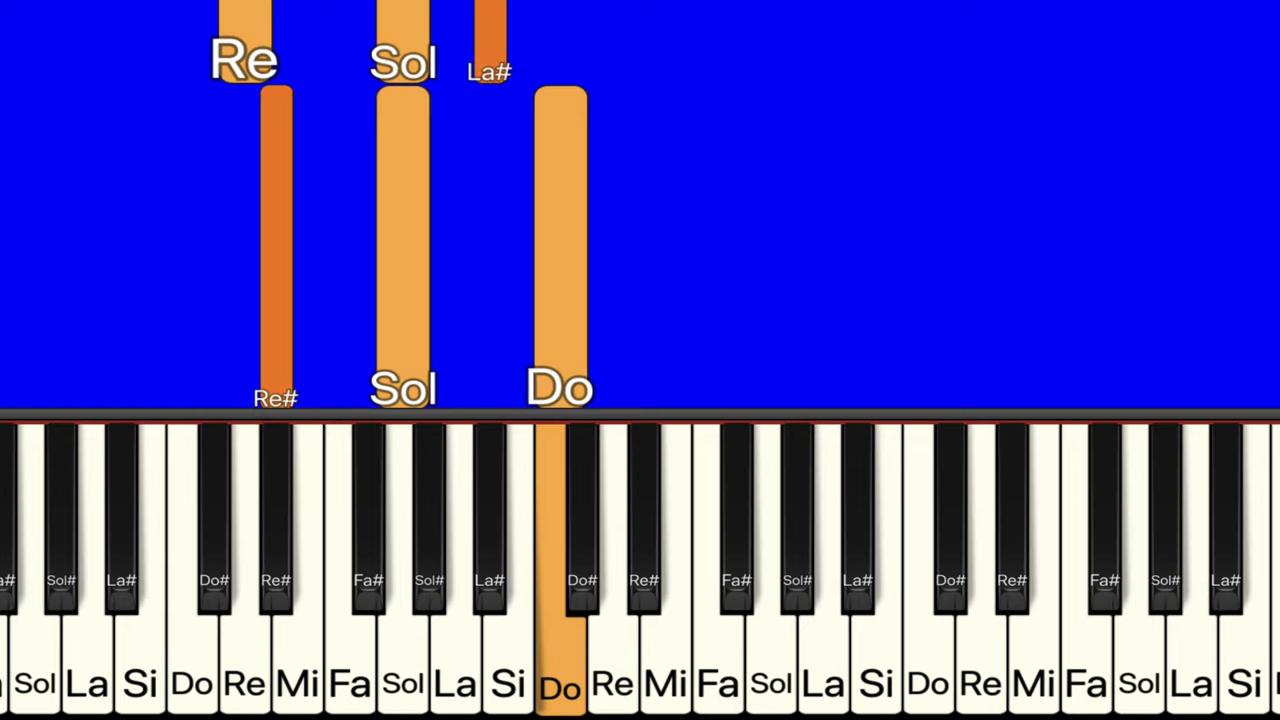 Re Sol La#
Re# Sol Do
a# Sol# La# Do# Re# Fa# Sol# La# Do# Re# Fa# Sol# La# Do# Re# Fa# Sol# La#
Sol La Si Do Re Mi Fa Sol La Si Do Re Mi Fa Sol La Si Do Re Mi Fa Sol La Si